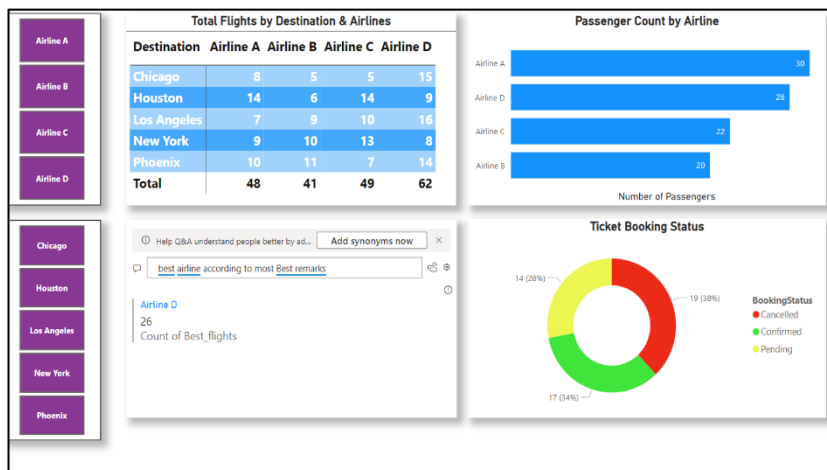 Airline A
Airline B
Airline C
Airline D
Total Flights by Destination & Airlines
Destination Airline A Airline B Airline C Airline D
Chicago 8 5 5 15
Houston 14 6 14 9
Los Angeles 7 9 10 16
New York 9 10 13 8
Phoenix 10 11 7 14
Total 48 41 49 62
Passenger Count by Airline
Airline A 30
Airline D 28
Airline C 22
Airline B 20
Number of Passengers
Chicago
Houston
Los Angeles
New York
Phoenix
Help Q&A understand people better by ad... Add synonyms now
best airline according to most Best remarks
Airline D
26
Count of Best_flights
Ticket Booking Status
14 (28%)
19 (38%)
17 (34%)
BookingStatus
Cancelled
Confirmed
Pending